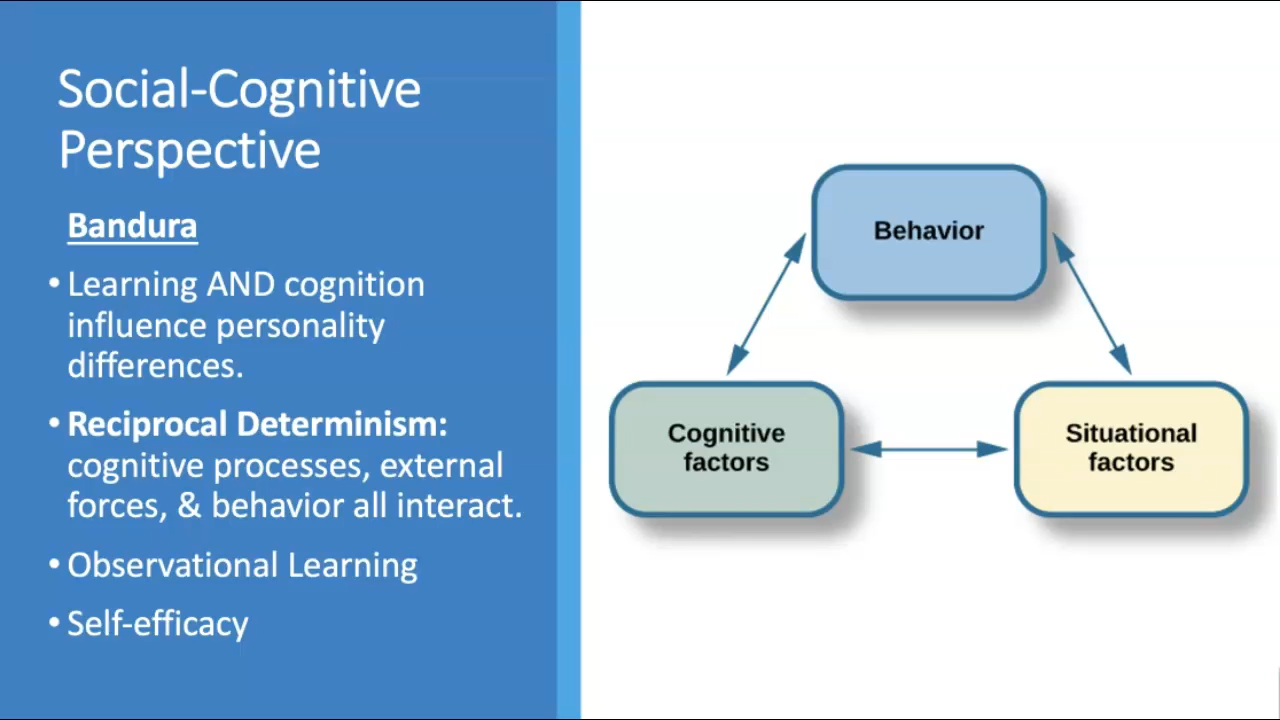 Social-Cognitive
Perspective
Bandura
• Learning AND cognition
influence personality
differences.
• Reciprocal Determinism:
cognitive processes, external
forces, & behavior all interact.
• Observational Learning
• Self-efficacy
Behavior
Cognitive
factors
Situational
factors